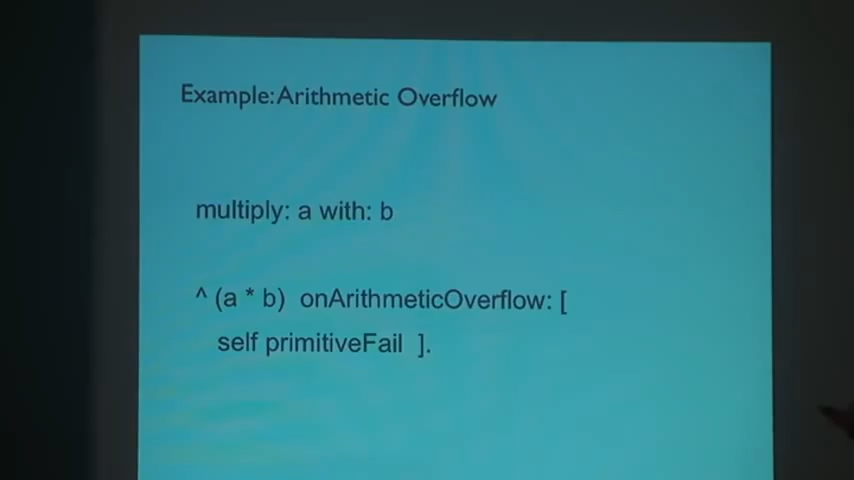 Example: Arithmetic Overflow
multiply: a with: b
^ (a * b) onArithmeticOverflow: [
self primitiveFail ].